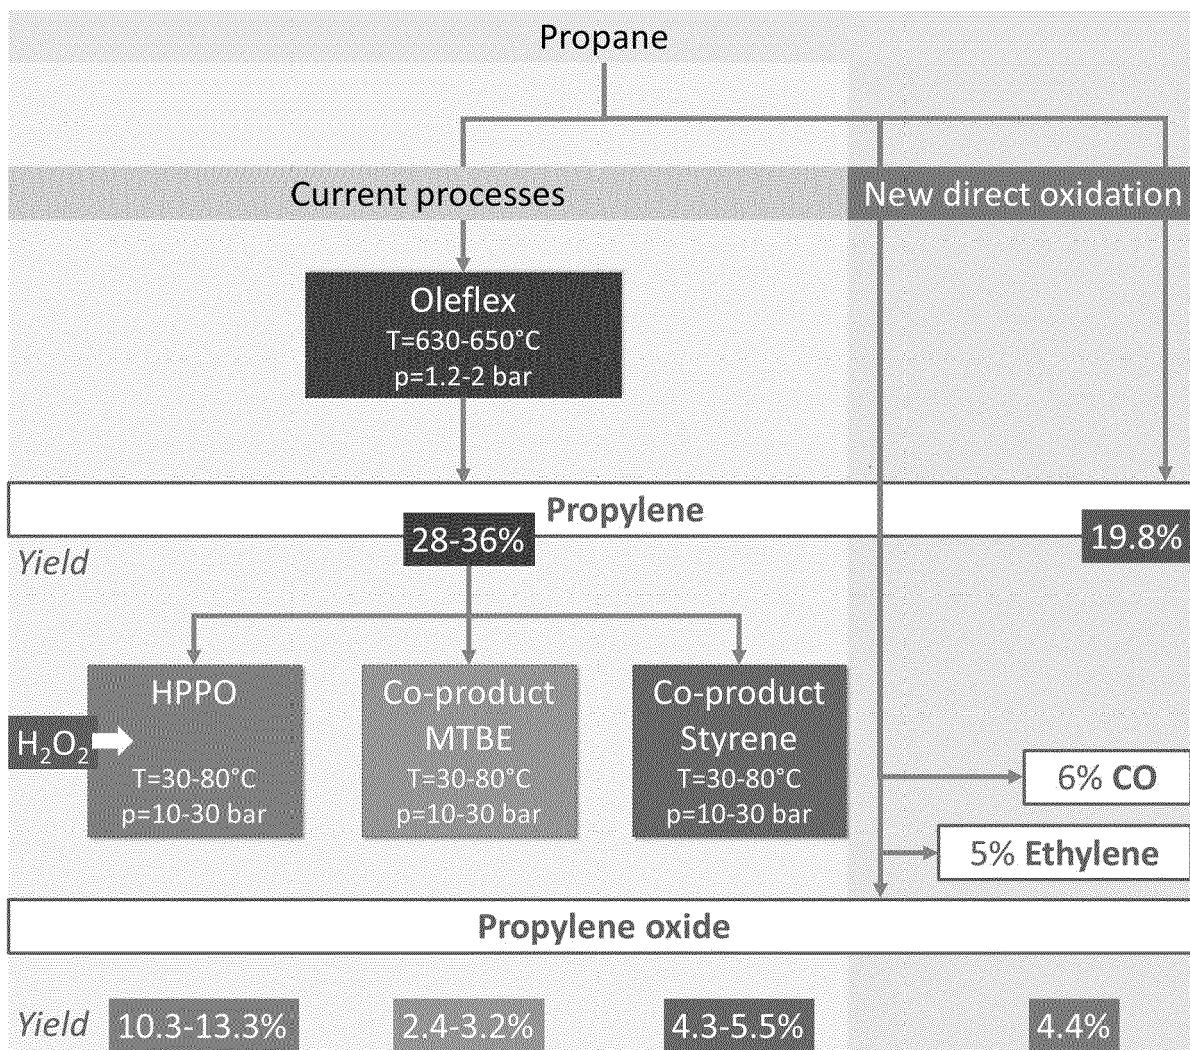 Propane
Current processes
New direct oxidation
Oleflex
T=630-650°C
p=1.2-2 bar
Propylene
28-36%
19.8%
Yield
HPPO
H₂O₂
T=30-80°C
p=10-30 bar
Co-product
MTBE
T=30-80°C
p=10-30 bar
Co-product
Styrene
T=30-80°C
p=10-30 bar
6% CO
5% Ethylene
Propylene oxide
Yield
10.3-13.3%
2.4-3.2%
4.3-5.5%
4.4%